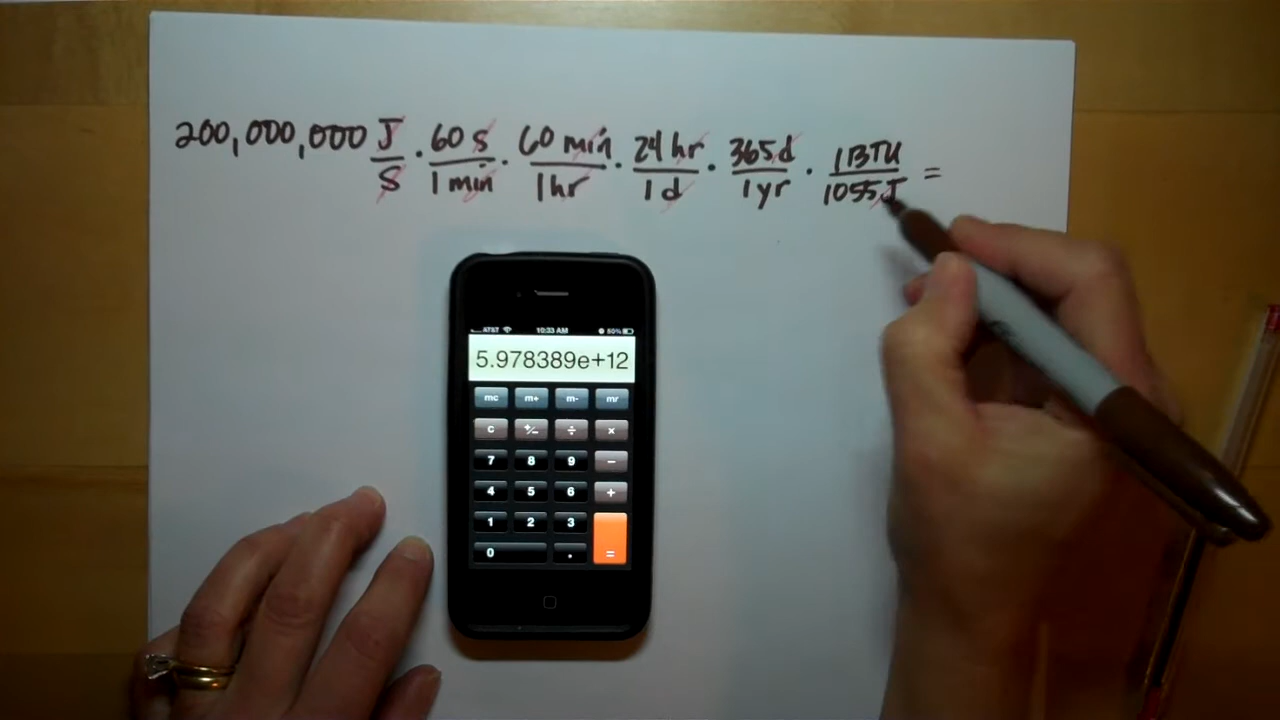 200,000,000 J/S · 60 s/1 min · 60 min/1 hr · 24 hr/1 d · 365 d/1 yr · 1 BTU/1055 J =
AT&T 10:33 AM 50%
5.978389e+12
mc m+ m- mr
c +/- ÷ ×
7 8 9 −
4 5 6 +
1 2 3
0 . =